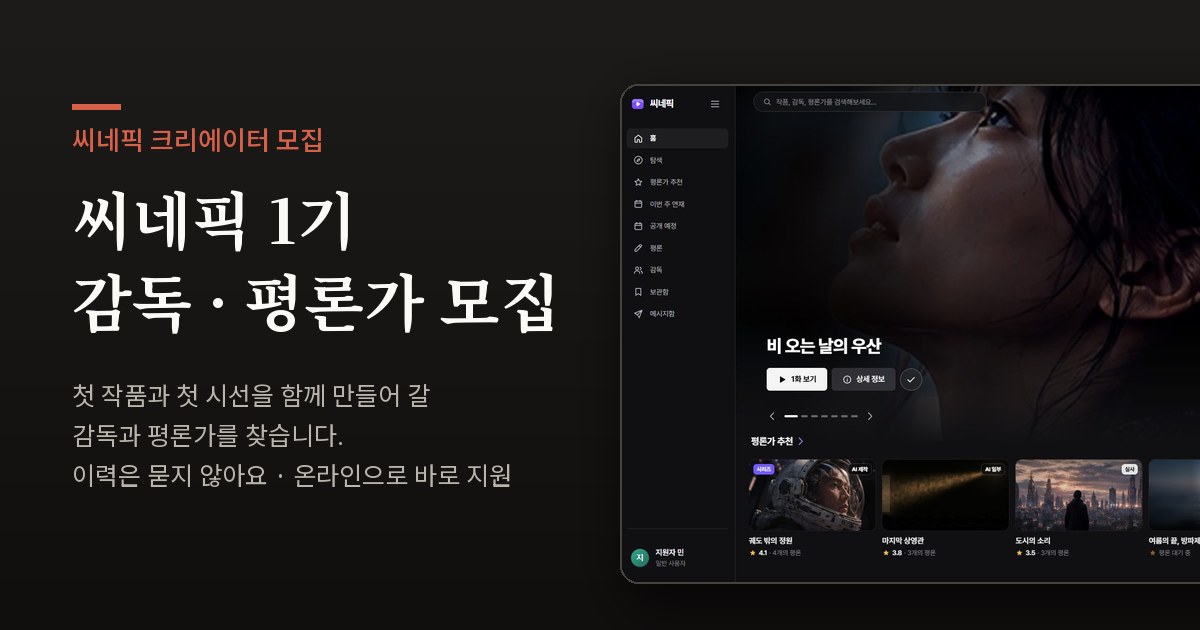 씨네픽 크리에이터 모집
씨네픽 1기
감독 · 평론가 모집
첫 작품과 첫 시선을 함께 만들어 갈
감독과 평론가를 찾습니다.
이력은 묻지 않아요 · 온라인으로 바로 지원
씨네픽
작품, 감독, 평론가를 검색해보세요...
홈
탐색
평론가 추천
이번 주 연재
공개 예정
평론
감독
보관함
메시지함
비 오는 날의 우산
1화 보기
상세 정보
평론가 추천
시리즈
AI 제작
AI 일부
실사
궤도 밖의 정원
마지막 상영관
도시의 소리
여름의 끝, 방파제
4.1 · 4개의 평론
3.8 · 3개의 평론
3.5 · 3개의 평론
평론 대기 중
지
지원자 민
일반 사용자